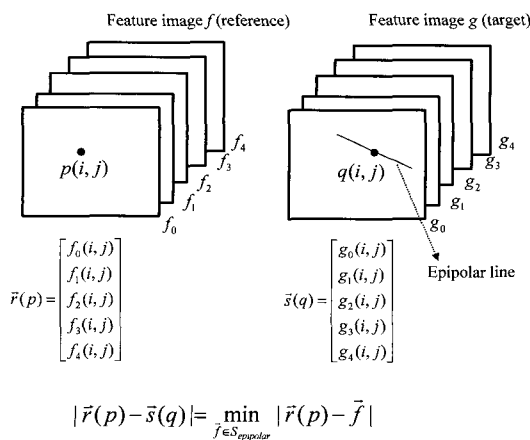 Feature image f (reference)
Feature image g (target)
p(i, j)
f₀
f₁
f₂
f₃
f₄
q(i, j)
g₀
g₁
g₂
g₃
g₄
Epipolar line
r⃗(p) = [f₀(i, j)
f₁(i, j)
f₂(i, j)
f₃(i, j)
f₄(i, j)]
s⃗(q) = [g₀(i, j)
g₁(i, j)
g₂(i, j)
g₃(i, j)
g₄(i, j)]
| r⃗(p) − s⃗(q) |= min_{f⃗∈S_epipolar} | r⃗(p) − f⃗ |